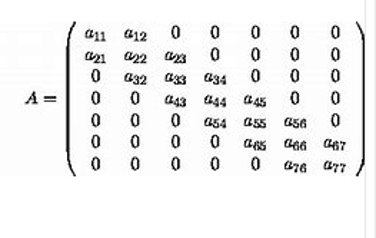 a₁₁ a₁₂ 0 0 0 0 0
a₂₁ a₂₂ a₂₃ 0 0 0 0
0 a₃₂ a₃₃ a₃₄ 0 0 0
A = 0 0 a₄₃ a₄₄ a₄₅ 0 0
0 0 0 a₅₄ a₅₅ a₅₆ 0
0 0 0 0 a₆₅ a₆₆ a₆₇
0 0 0 0 0 a₇₆ a₇₇